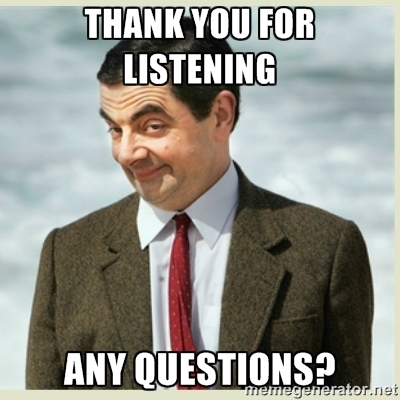 THANK YOU FOR
LISTENING
ANY QUESTIONS?
memegenerator.net